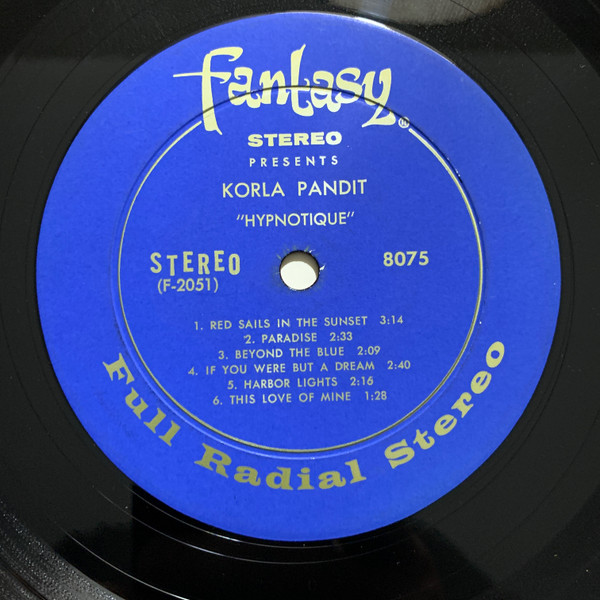 fantasy®
STEREO
PRESENTS
KORLA PANDIT
"HYPNOTIQUE"
STEREO 8075
(F-2051)
1. RED SAILS IN THE SUNSET 3:14
2. PARADISE 2:33
3. BEYOND THE BLUE 2:09
4. IF YOU WERE BUT A DREAM 2:40
5. HARBOR LIGHTS 2:16
6. THIS LOVE OF MINE 1:28
Full Radial Stereo